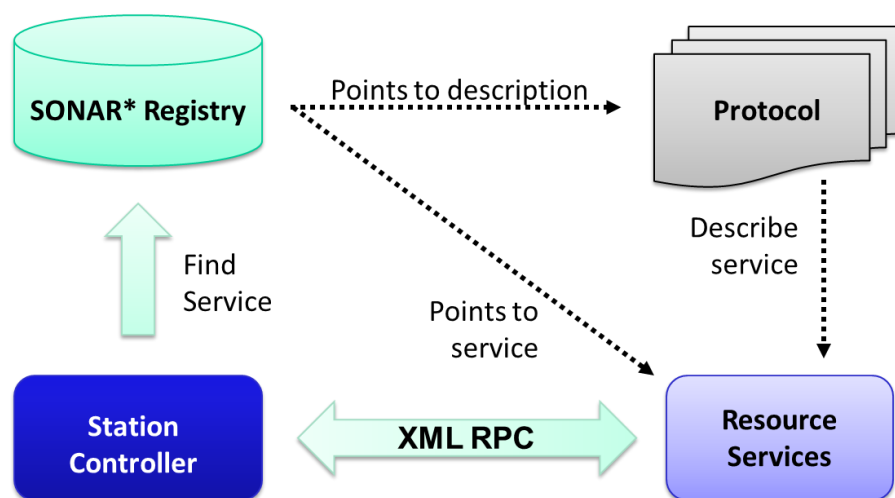 SONAR* Registry
Points to description
Protocol
Find
Service
Describe
service
Points to
service
Station
Controller
XML RPC
Resource
Services